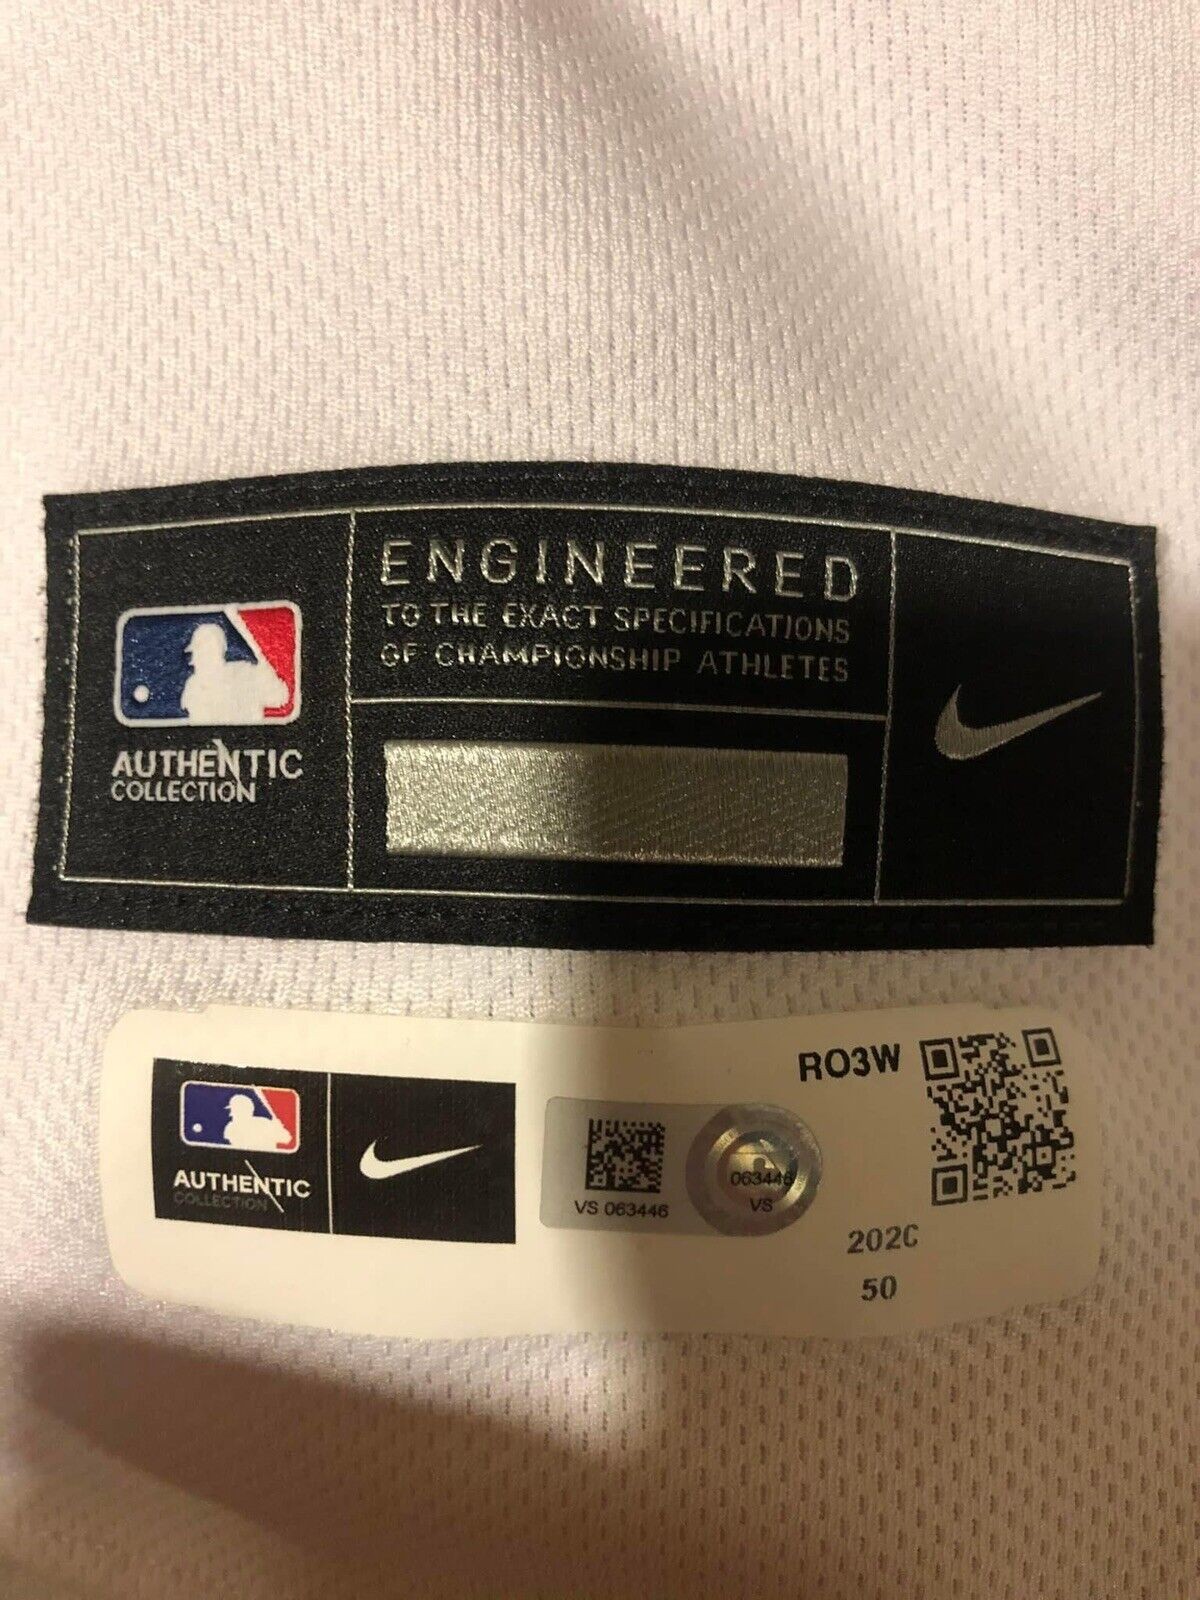 ENGINEERED
TO THE EXACT SPECIFICATIONS
OF CHAMPIONSHIP ATHLETES
AUTHENTIC
COLLECTION
RO3W
AUTHENTIC
COLLECTION
VS 063446
063446
VS
202C
50